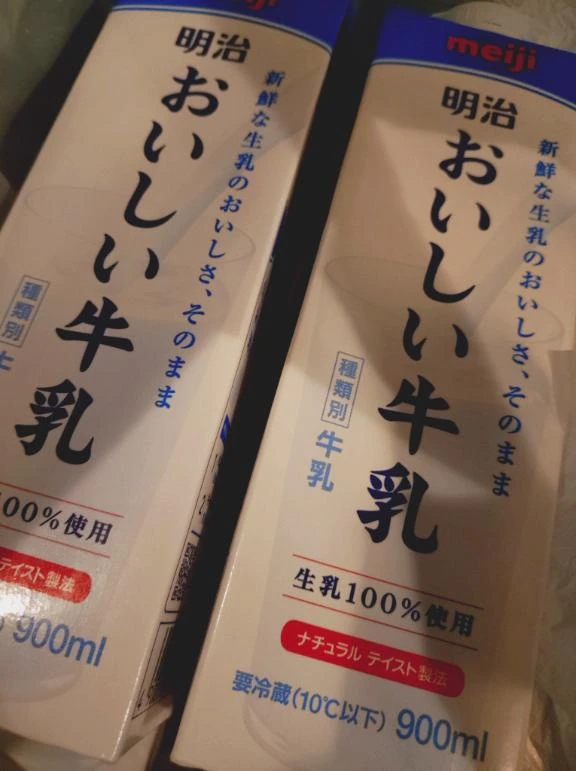 明治
おいしい牛乳
新鮮な生乳のおいしさ、そのまま
種類別
100%使用
テイスト製法
900ml
meiji
明治
おいしい牛乳
新鮮な生乳のおいしさ、そのまま
種類別
牛乳
生乳100%使用
ナチュラル テイスト製法
要冷蔵(10℃以下) 900ml